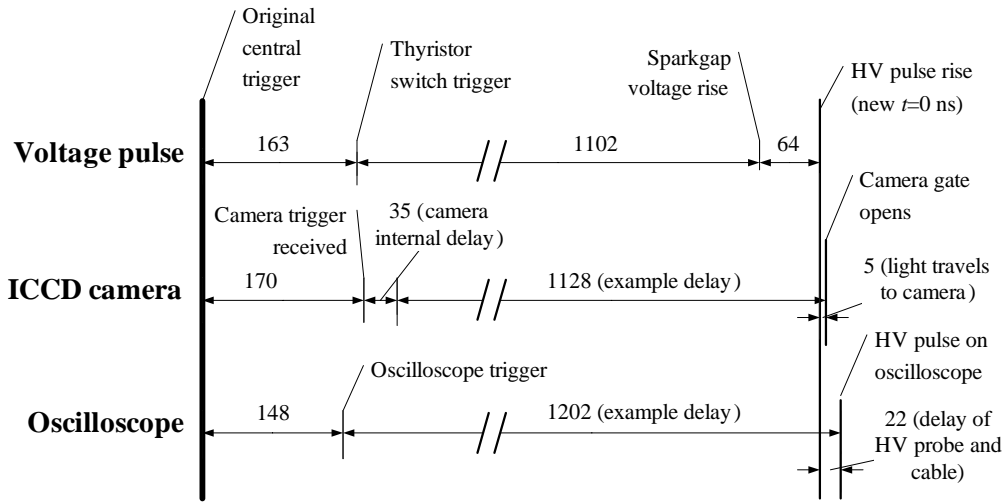 Original
central
trigger
Thyristor
switch trigger
Sparkgap
voltage rise
HV pulse rise
(new t=0 ns)
Voltage pulse
163
1102
64
Camera gate
opens
Camera trigger
received
35 (camera
internal delay)
ICCD camera
170
1128 (example delay)
5 (light travels
to camera)
HV pulse on
oscilloscope
Oscilloscope trigger
Oscilloscope
148
1202 (example delay)
22 (delay of
HV probe and
cable)